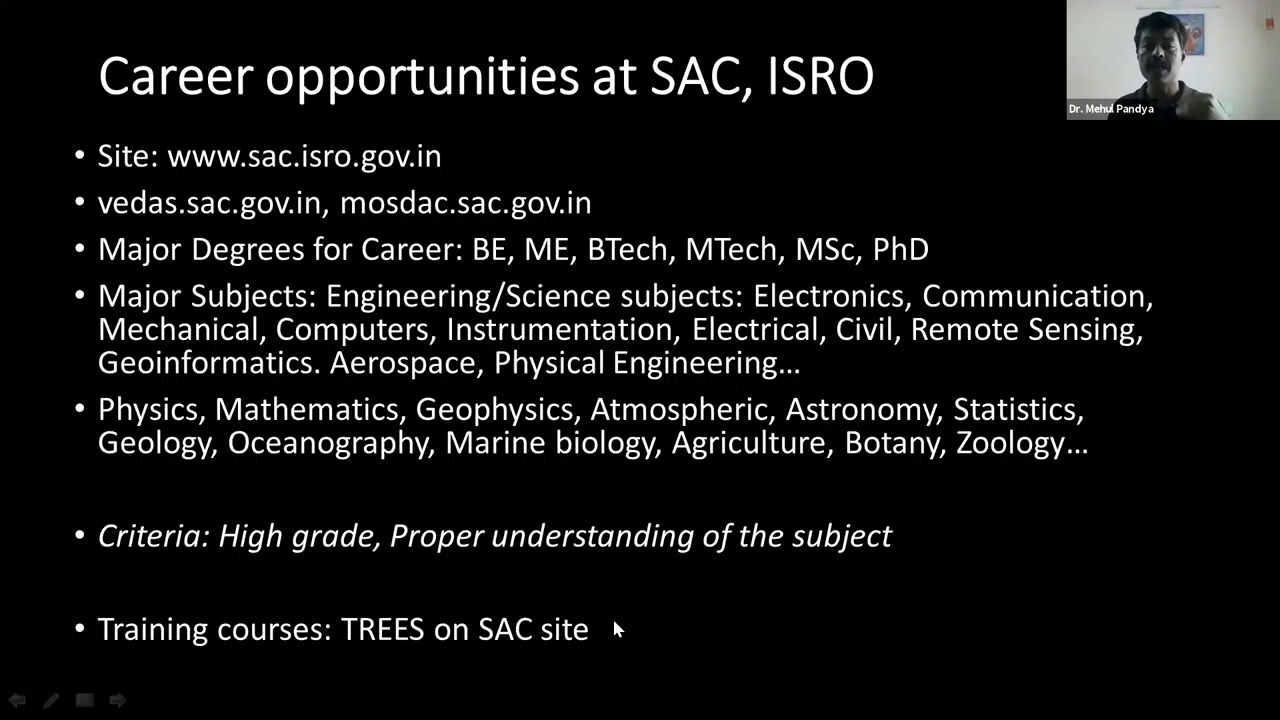 Career opportunities at SAC, ISRO
Dr. Mehul Pandya
• Site: www.sac.isro.gov.in
• vedas.sac.gov.in, mosdac.sac.gov.in
• Major Degrees for Career: BE, ME, BTech, MTech, MSc, PhD
• Major Subjects: Engineering/Science subjects: Electronics, Communication,
Mechanical, Computers, Instrumentation, Electrical, Civil, Remote Sensing,
Geoinformatics. Aerospace, Physical Engineering…
• Physics, Mathematics, Geophysics, Atmospheric, Astronomy, Statistics,
Geology, Oceanography, Marine biology, Agriculture, Botany, Zoology…
• Criteria: High grade, Proper understanding of the subject
• Training courses: TREES on SAC site